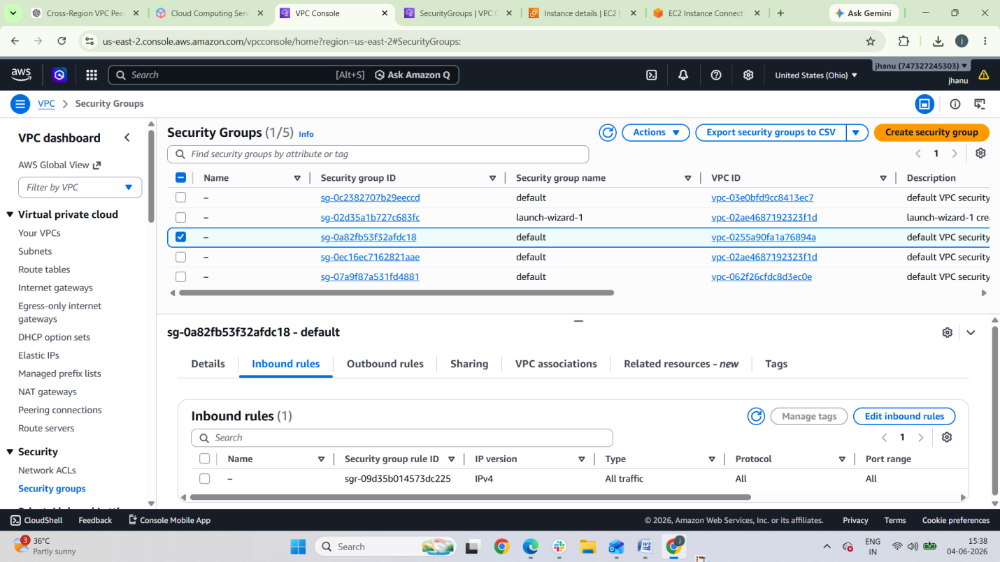 Cross-Region VPC Pee
Cloud Computing Serv
VPC Console
SecurityGroups | VPC C
Instance details | EC2 |
EC2 Instance Connect
Ask Gemini
us-east-2.console.aws.amazon.com/vpcconsole/home?region=us-east-2#SecurityGroups:
j
aws
Search
[Alt+S]
Ask Amazon Q
United States (Ohio)
jhanu (747327245303)
jhanu
VPC
Security Groups
VPC dashboard
AWS Global View
Filter by VPC
Virtual private cloud
Your VPCs
Subnets
Route tables
Internet gateways
Egress-only internet
gateways
DHCP option sets
Elastic IPs
Managed prefix lists
NAT gateways
Peering connections
Route servers
Security
Network ACLs
Security groups
Security Groups (1/5) Info
Actions
Export security groups to CSV
Create security group
Find security groups by attribute or tag
1
Name Security group ID Security group name VPC ID Description
– sg-0c2382707b29eeccd default vpc-03e0bfd9cc8413ec7 default VPC security
– sg-02d35a1b727c683fc launch-wizard-1 vpc-02ae4687192323f1d launch-wizard-1 cre
– sg-0a82fb53f32afdc18 default vpc-0255a90fa1a76894a default VPC security
– sg-0ec16ec7162821aae default vpc-02ae4687192323f1d default VPC security
– sg-07a9f87a531fd4881 default vpc-062f26cfdc8d3ec0e default VPC security
sg-0a82fb53f32afdc18 - default
Details Inbound rules Outbound rules Sharing VPC associations Related resources - new Tags
Inbound rules (1)
Manage tags
Edit inbound rules
Search
1
Name Security group rule ID IP version Type Protocol Port range
– sgr-09d35b014573dc225 IPv4 All traffic All All
CloudShell Feedback Console Mobile App
© 2026, Amazon Web Services, Inc. or its affiliates. Privacy Terms Cookie preferences
3
36°C
Partly sunny
Search
j
ENG
IN
15:38
04-06-2026